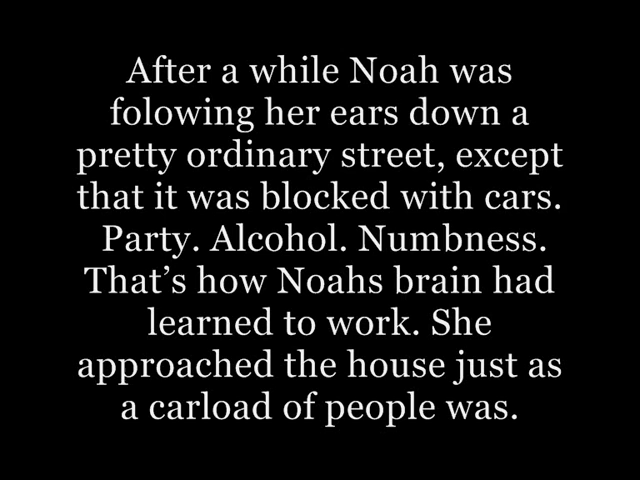 After a while Noah was
folowing her ears down a
pretty ordinary street, except
that it was blocked with cars.
Party. Alcohol. Numbness.
That’s how Noahs brain had
learned to work. She
approached the house just as
a carload of people was.